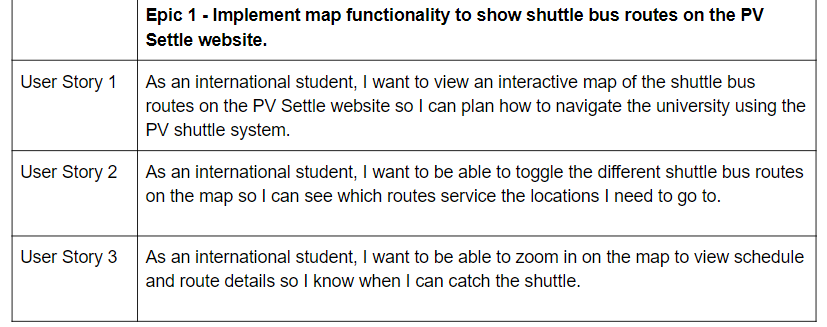 Epic 1 - Implement map functionality to show shuttle bus routes on the PV
Settle website.
User Story 1
As an international student, I want to view an interactive map of the shuttle bus
routes on the PV Settle website so I can plan how to navigate the university using the
PV shuttle system.
User Story 2
As an international student, I want to be able to toggle the different shuttle bus routes
on the map so I can see which routes service the locations I need to go to.
User Story 3
As an international student, I want to be able to zoom in on the map to view schedule
and route details so I know when I can catch the shuttle.